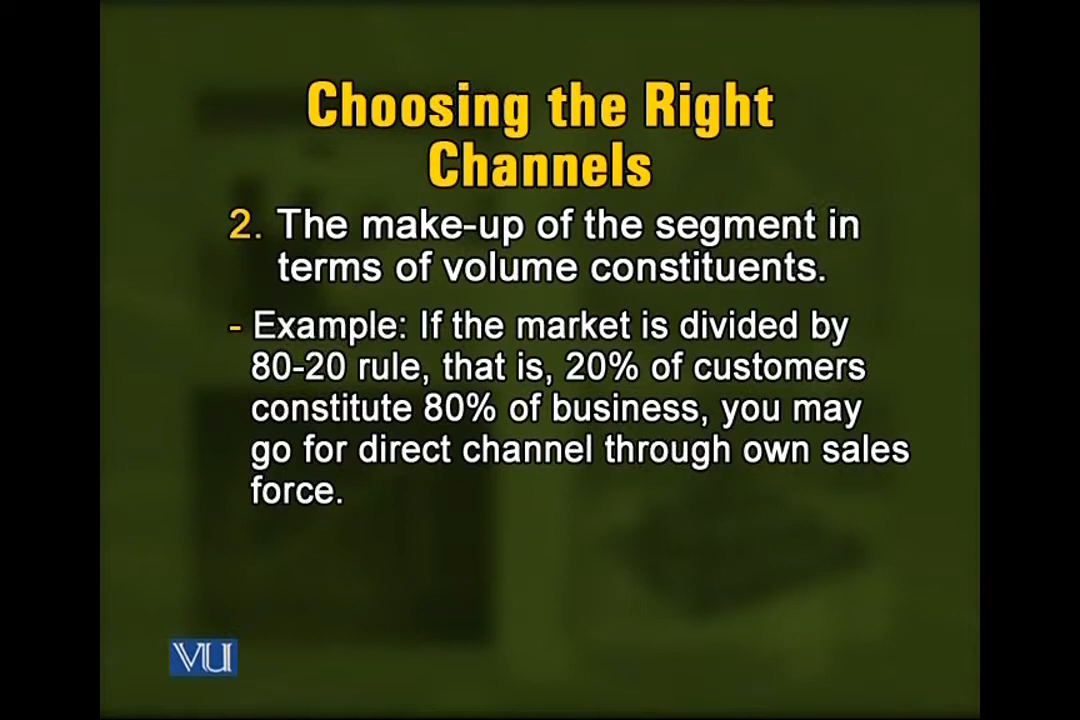 Choosing the Right
Channels
2. The make-up of the segment in
terms of volume constituents.
- Example: If the market is divided by
80-20 rule, that is, 20% of customers
constitute 80% of business, you may
go for direct channel through own sales
force.
VU